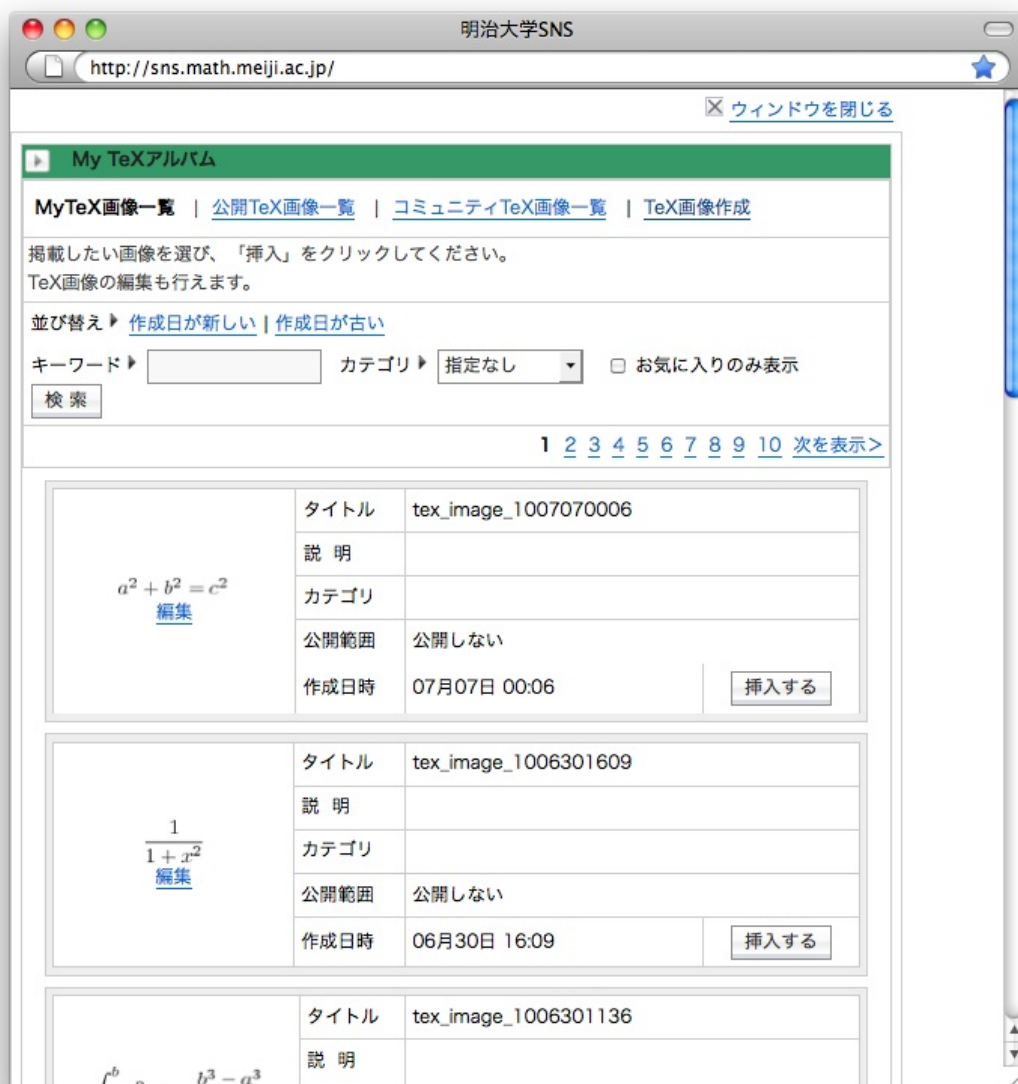 明治大学SNS
http://sns.math.meiji.ac.jp/
ウィンドウを閉じる
My TeXアルバム
MyTeX画像一覧 | 公開TeX画像一覧 | コミュニティTeX画像一覧 | TeX画像作成
掲載したい画像を選び、「挿入」をクリックしてください。
TeX画像の編集も行えます。
並び替え 作成日が新しい | 作成日が古い
キーワード カテゴリ 指定なし お気に入りのみ表示
検 索
1 2 3 4 5 6 7 8 9 10 次を表示＞
a² + b² = c²
編集
タイトル tex_image_1007070006
説 明
カテゴリ
公開範囲 公開しない
作成日時 07月07日 00:06 挿入する
1
1 + x²
編集
タイトル tex_image_1006301609
説 明
カテゴリ
公開範囲 公開しない
作成日時 06月30日 16:09 挿入する
タイトル tex_image_1006301136
説 明
b³ − a³